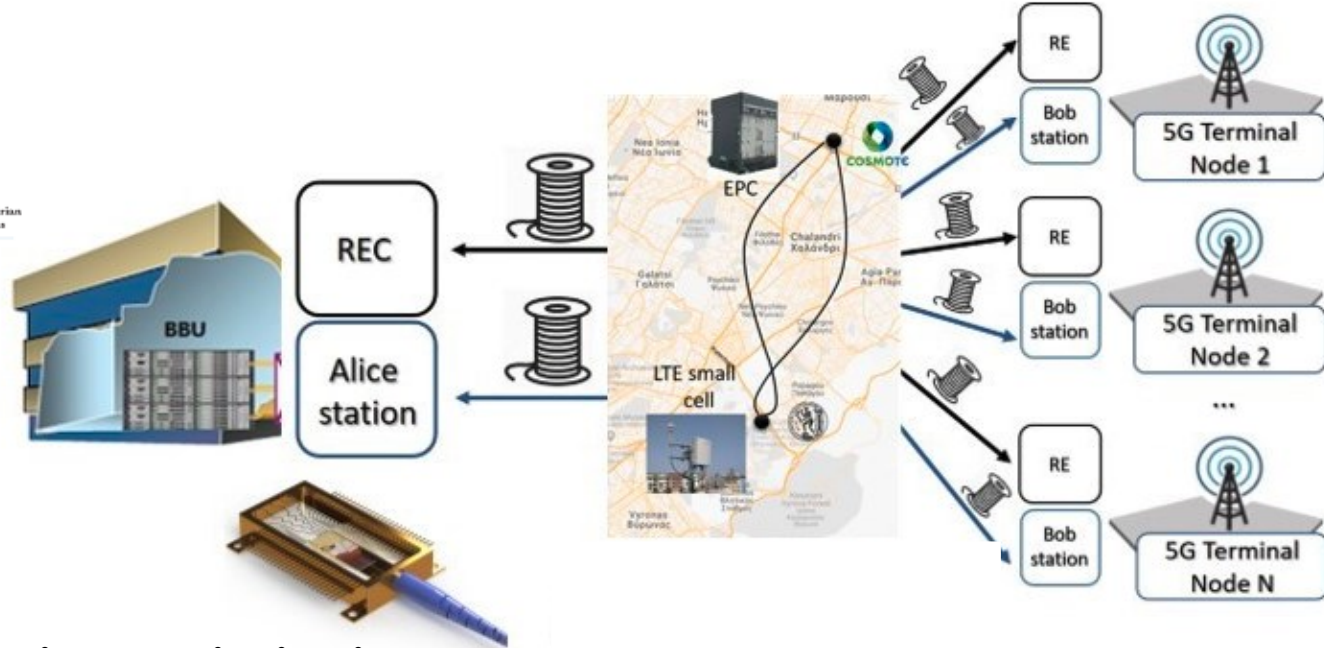 rian
BBU
REC
Alice
station
EPC
COSMOTE
Μαρούσι
Nea Ionia
Νέα Ιωνία
Chalandri
Χαλάνδρι
Galatsi
Γαλάτσι
LTE small
cell
Vyronas
Βύρωνας
RE
Bob
station
5G Terminal
Node 1
RE
Bob
station
5G Terminal
Node 2
...
RE
Bob
station
5G Terminal
Node N